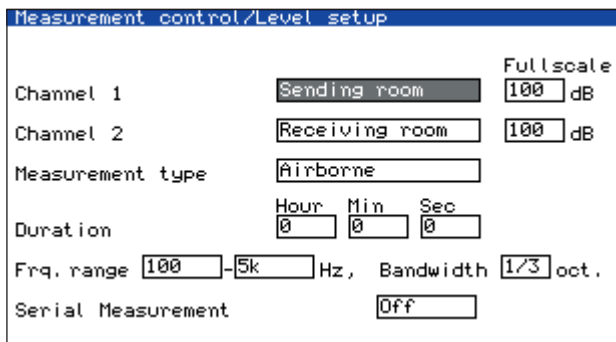 Measurement control/Level setup
Fullscale
Channel 1 Sending room 100 dB
Channel 2 Receiving room 100 dB
Measurement type Airborne
Hour Min Sec
Duration 0 0 0
Frq. range 100 -5k Hz, Bandwidth 1/3 oct.
Serial Measurement Off